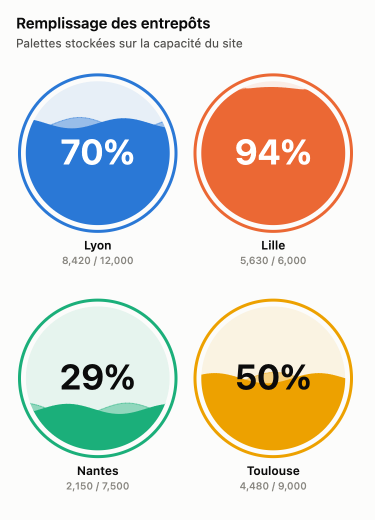 Remplissage des entrepôts
Palettes stockées sur la capacité du site
70%
94%
Lyon
Lille
8,420 / 12,000
5,630 / 6,000
29%
50%
Nantes
Toulouse
2,150 / 7,500
4,480 / 9,000